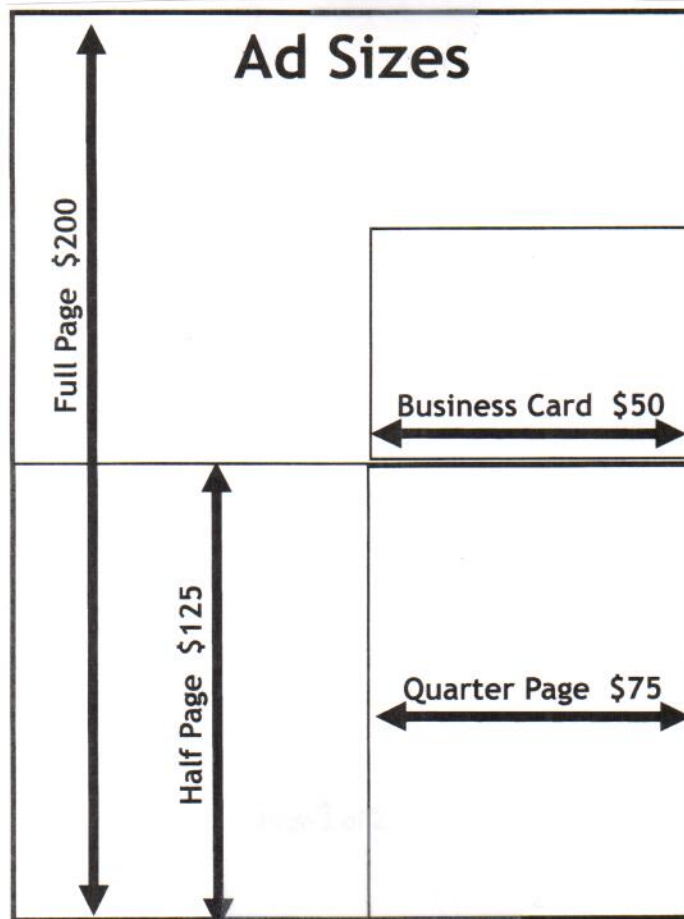 Ad Sizes
Full Page $200
Business Card $50
Half Page $125
Quarter Page $75